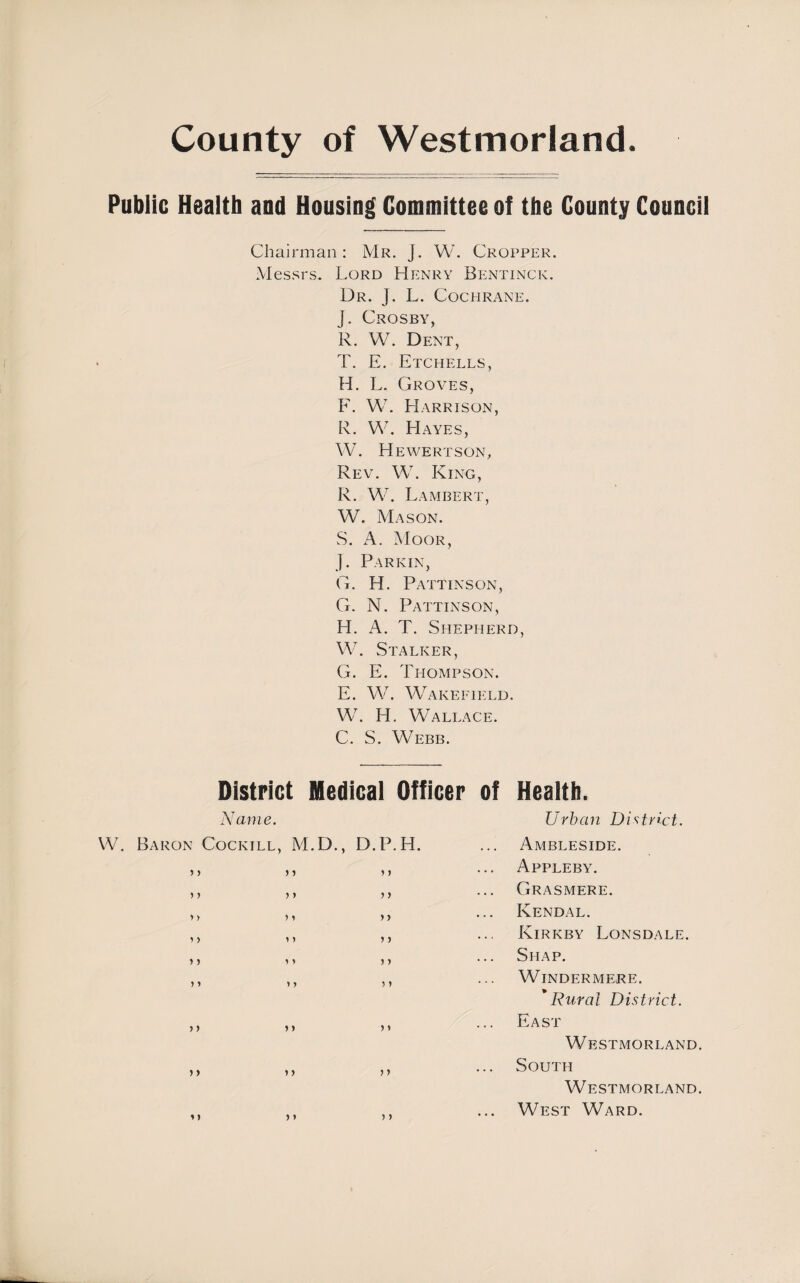 County of Westmorland.
Public Health and Housing Committee of the County Council
Chairman: Mr. J. W. Cropper.
Messrs. Lord Henry Bentinck.
Dr. J. L. Cochrane.
J. Crosby,
R. W. Dent,
T. E. Etchells,
H. L. Groves,
F. W. Harrison,
R. W. Hayes,
W. Hewertson,
Rev. W. King,
R. W. Lambert,
W. Mason.
S. A. Moor,
J. Parkin,
G. H. Pattinson,
G. N. Pattinson,
H. A. T. Shepherd,
W. Stalker,
G. E. Thompson.
E. W. Wakefield.
W. H. Wallace.
C. S. Webb.
District Medical Officer of Health.
Name. Urban District.
W. Baron Cockill, M.D., D.P.H. ... Ambleside.
,, ,, ,, ... Appleby.
,, ,, ,, ... Grasmere.
,, ,, ,, ... Kendal.
,, ,, ,, ... Kirkby Lonsdale.
,, ,, ,, ... Shap.
,, ,, ,, ... Windermere.
Rural District.
,, ,, ,, ... East
Westmorland.
,, ,, ,, ... South
Westmorland.
,, ,, ,, ... West Ward.